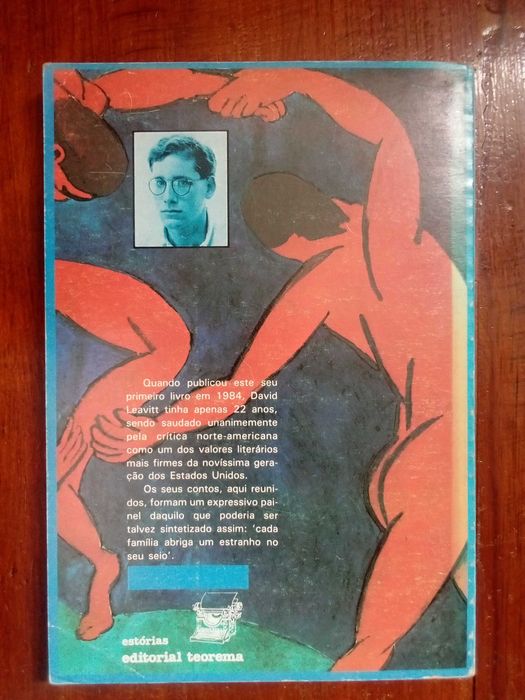 Quando publicou este seu
primeiro livro em 1984, David
Leavitt tinha apenas 22 anos,
sendo saudado unanimemente
pela crítica norte-americana
como um dos valores literários
mais firmes da novíssima gera-
ção dos Estados Unidos.
Os seus contos, aqui reuni-
dos, formam um expressivo pai-
nel daquilo que poderia ser
talvez sintetizado assim: 'cada
família abriga um estranho no
seu seio'.
estórias
editorial teorema